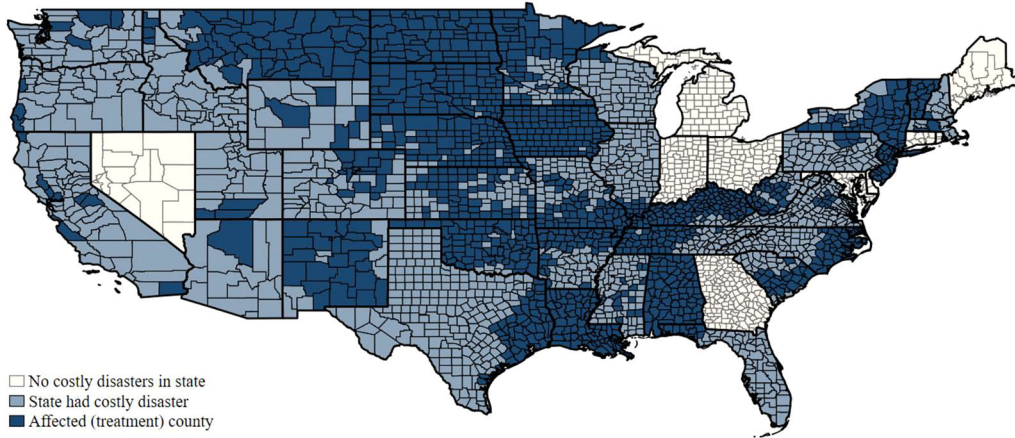 No costly disasters in state
State had costly disaster
Affected (treatment) county